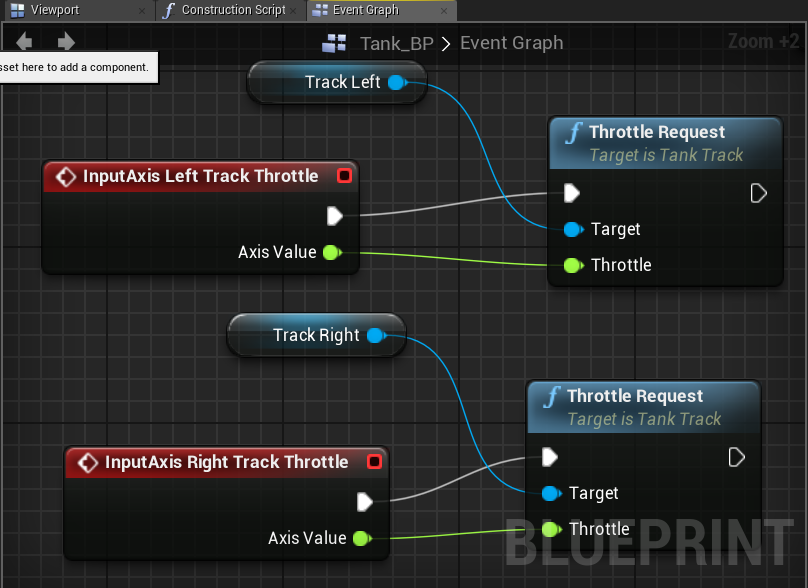 Viewport
Construction Script
Event Graph
Tank_BP > Event Graph
Zoom +2
sset here to add a component.
Track Left
Throttle Request
Target is Tank Track
InputAxis Left Track Throttle
Target
Axis Value
Throttle
Track Right
Throttle Request
Target is Tank Track
InputAxis Right Track Throttle
Target
Axis Value
Throttle
BLUEPRINT